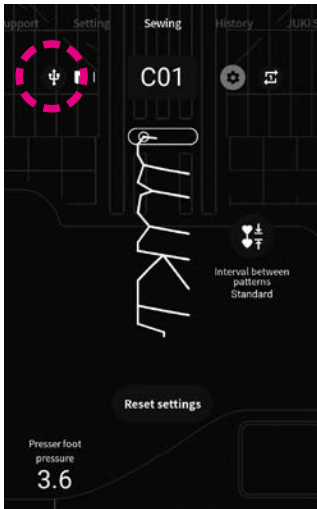 upport Setting Sewing History JUKI S
C01
Interval between
patterns
Standard
Reset settings
Presser foot
pressure
3.6